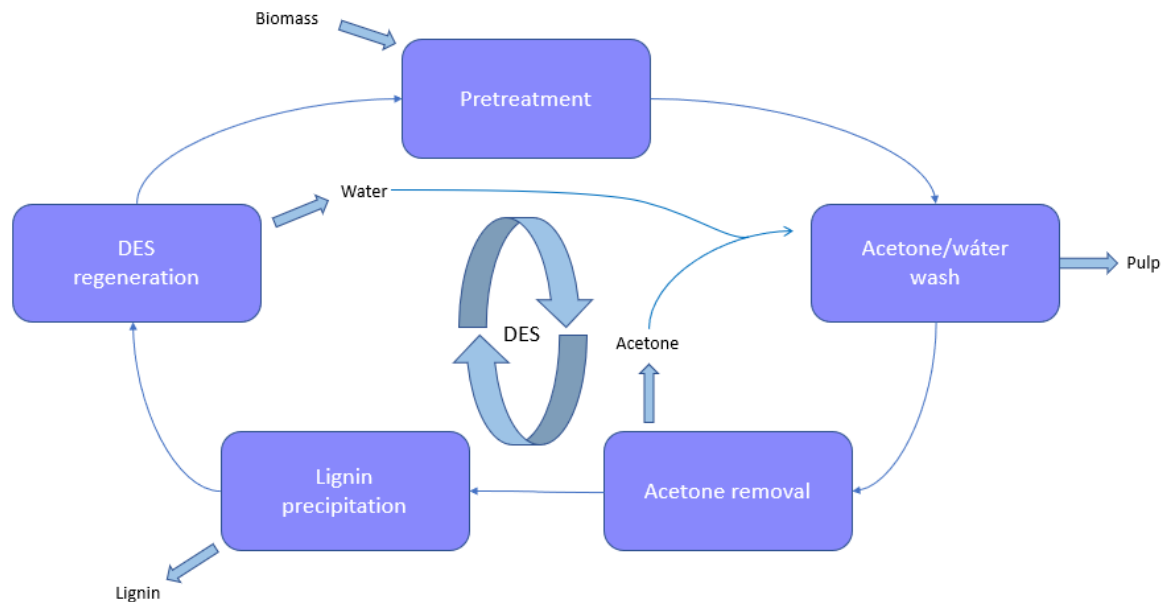 Biomass
Pretreatment
Water
DES
regeneration
Acetone/wáter
wash
Pulp
DES
Acetone
Lignin
precipitation
Acetone removal
Lignin